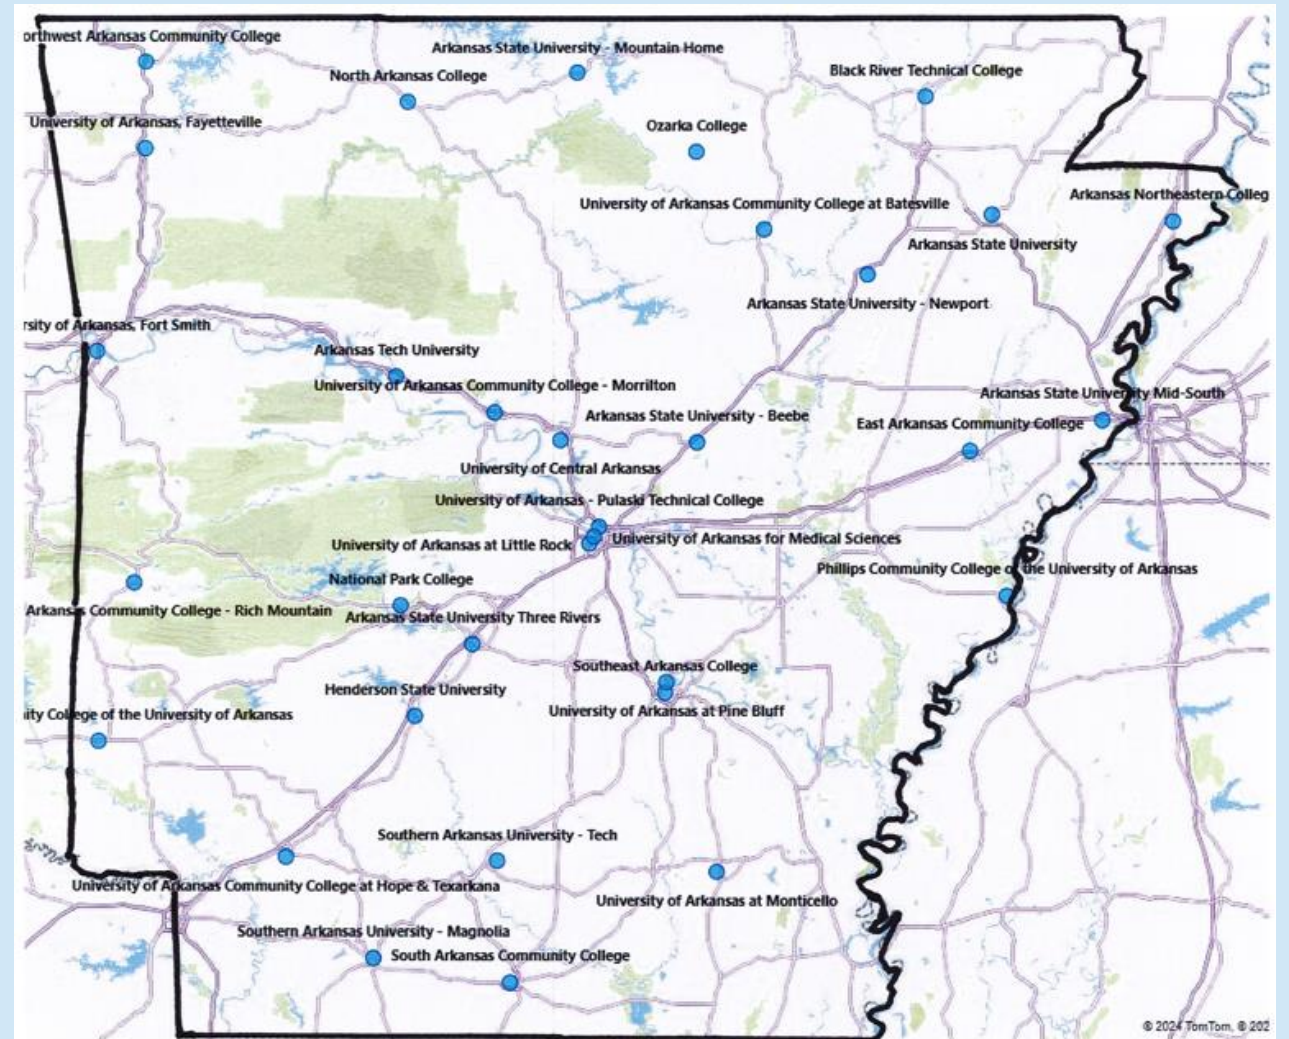 orthwest Arkansas Community College
Arkansas State University - Mountain Home
Black River Technical College
North Arkansas College
University of Arkansas, Fayetteville
Ozarka College
Arkansas Northeastern Colleg
University of Arkansas Community College at Batesville
Arkansas State University
Arkansas State University - Newport
rsity of Arkansas, Fort Smith
Arkansas Tech University
University of Arkansas Community College - Morrilton
Arkansas State University Mid-South
Arkansas State University - Beebe
East Arkansas Community College
University of Central Arkansas
University of Arkansas - Pulaski Technical College
University of Arkansas for Medical Sciences
University of Arkansas at Little Rock
Phillips Community College of the University of Arkansas
National Park College
Arkansas Community College - Rich Mountain
Arkansas State University Three Rivers
Southeast Arkansas College
Henderson State University
University of Arkansas at Pine Bluff
ity College of the University of Arkansas
Southern Arkansas University - Tech
University of Arkansas Community College at Hope & Texarkana
University of Arkansas at Monticello
Southern Arkansas University - Magnolia
South Arkansas Community College
© 2024 TomTom, © 202